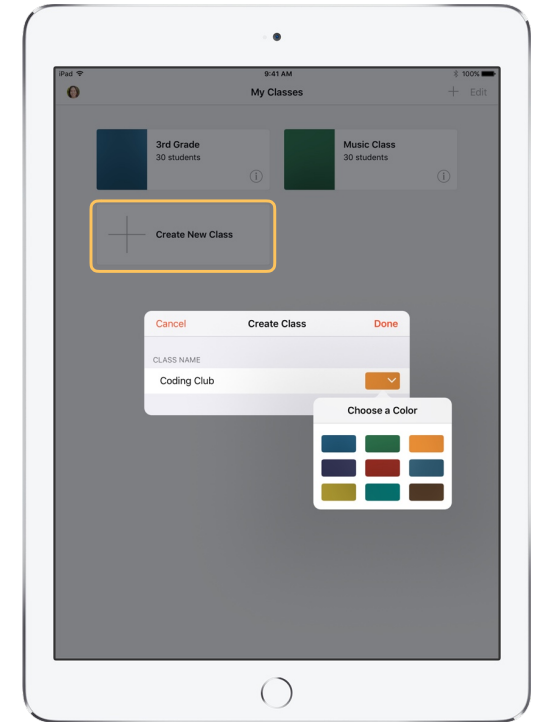 iPad 9:41 AM 100%
My Classes + Edit
3rd Grade
30 students
Music Class
30 students
Create New Class
Cancel Create Class Done
CLASS NAME
Coding Club
Choose a Color